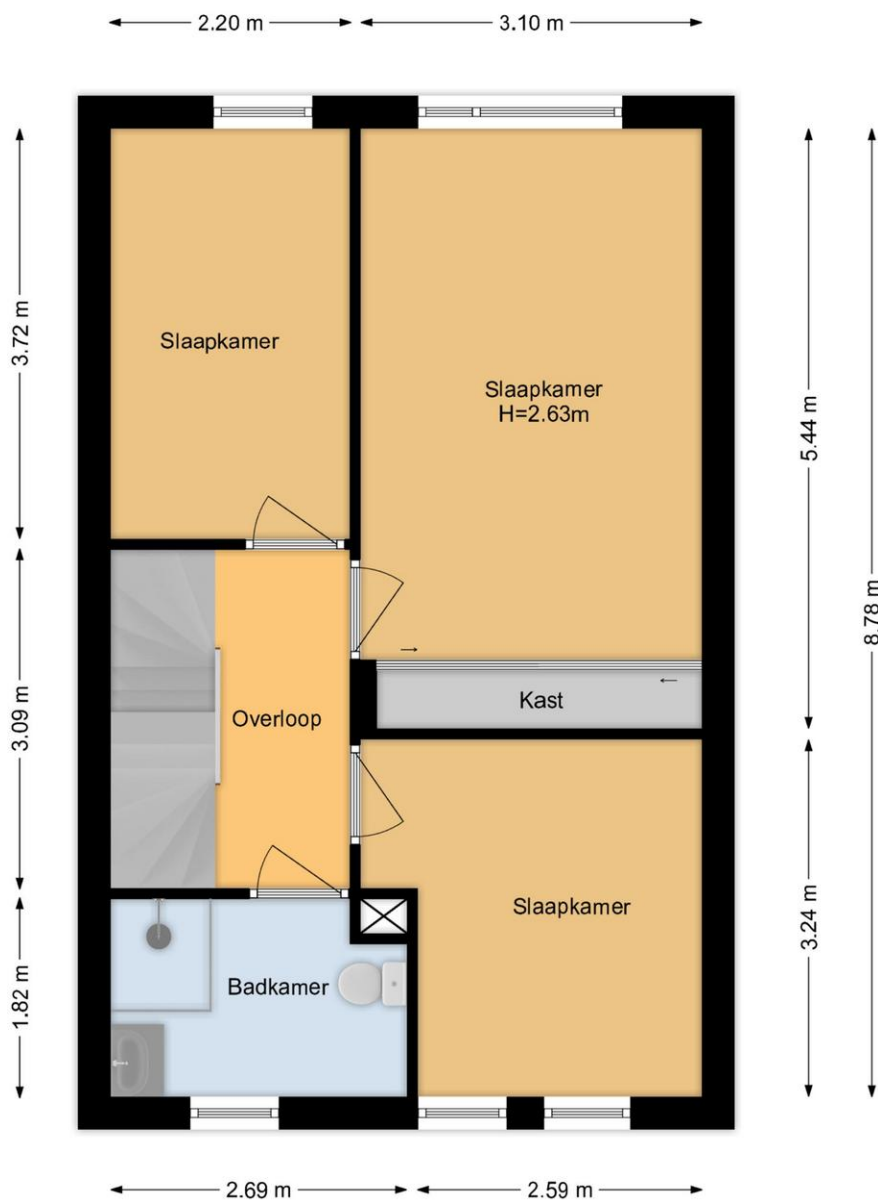 2.20 m
3.10 m
3.72 m
Slaapkamer
Slaapkamer
H=2.63m
5.44 m
8.78 m
3.09 m
Overloop
Kast
Slaapkamer
3.24 m
1.82 m
Badkamer
2.69 m
2.59 m